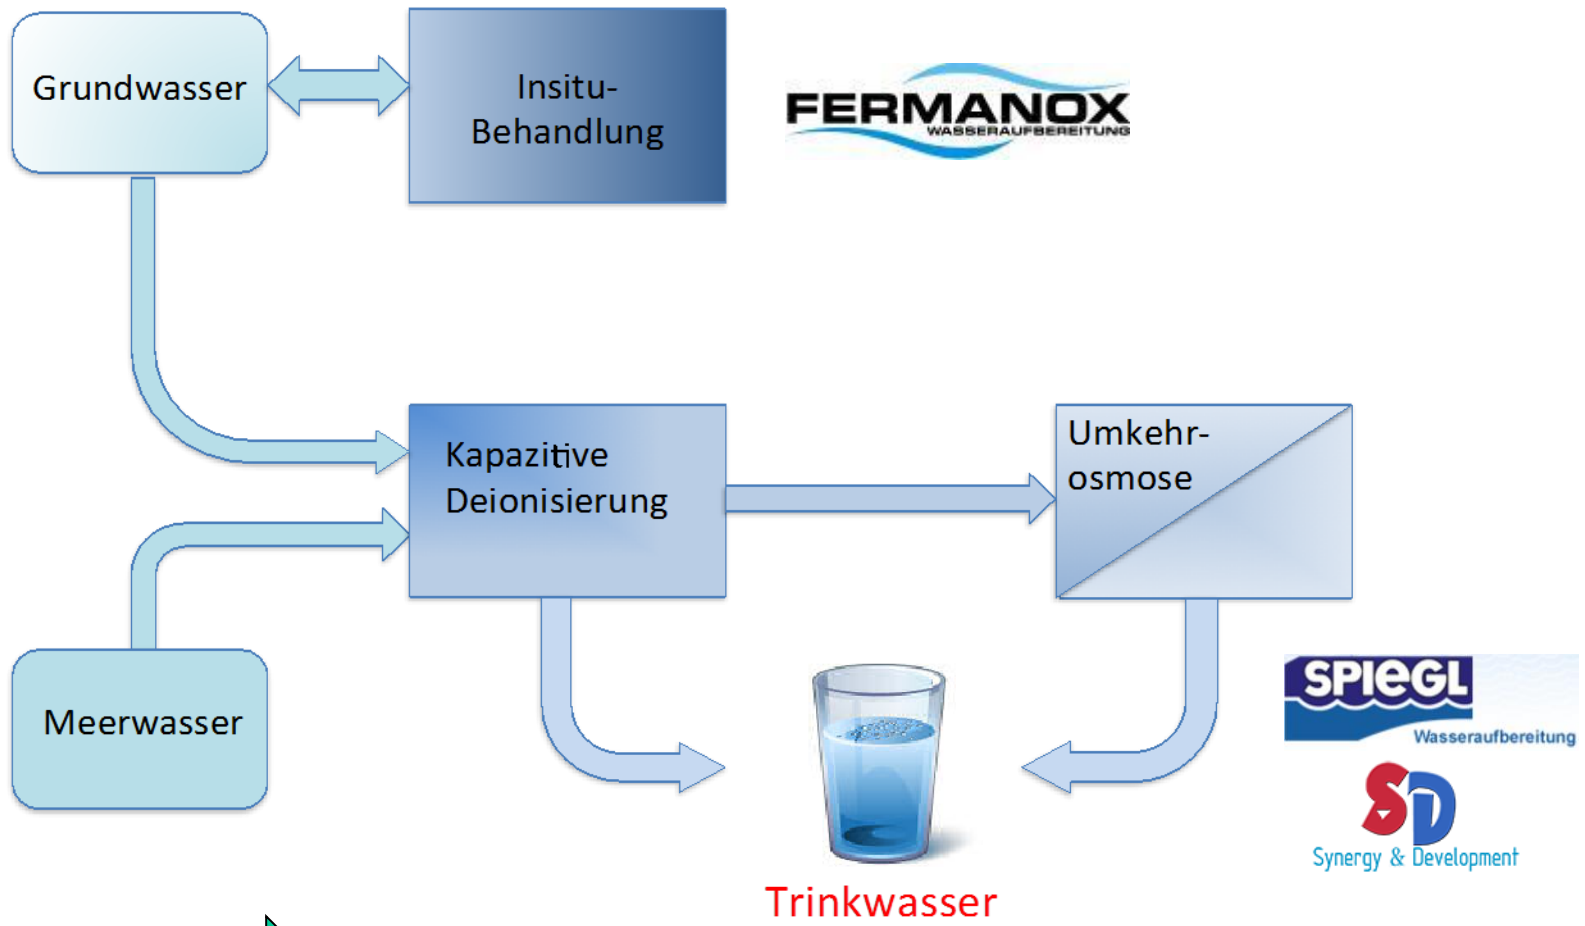 Grundwasser
Insitu-
Behandlung
FERMANOX
WASSERAUFBEREITUNG
Kapazitive
Deionisierung
Umkehr-
osmose
Meerwasser
SPIEGL
Wasseraufbereitung
SD
Synergy & Development
Trinkwasser